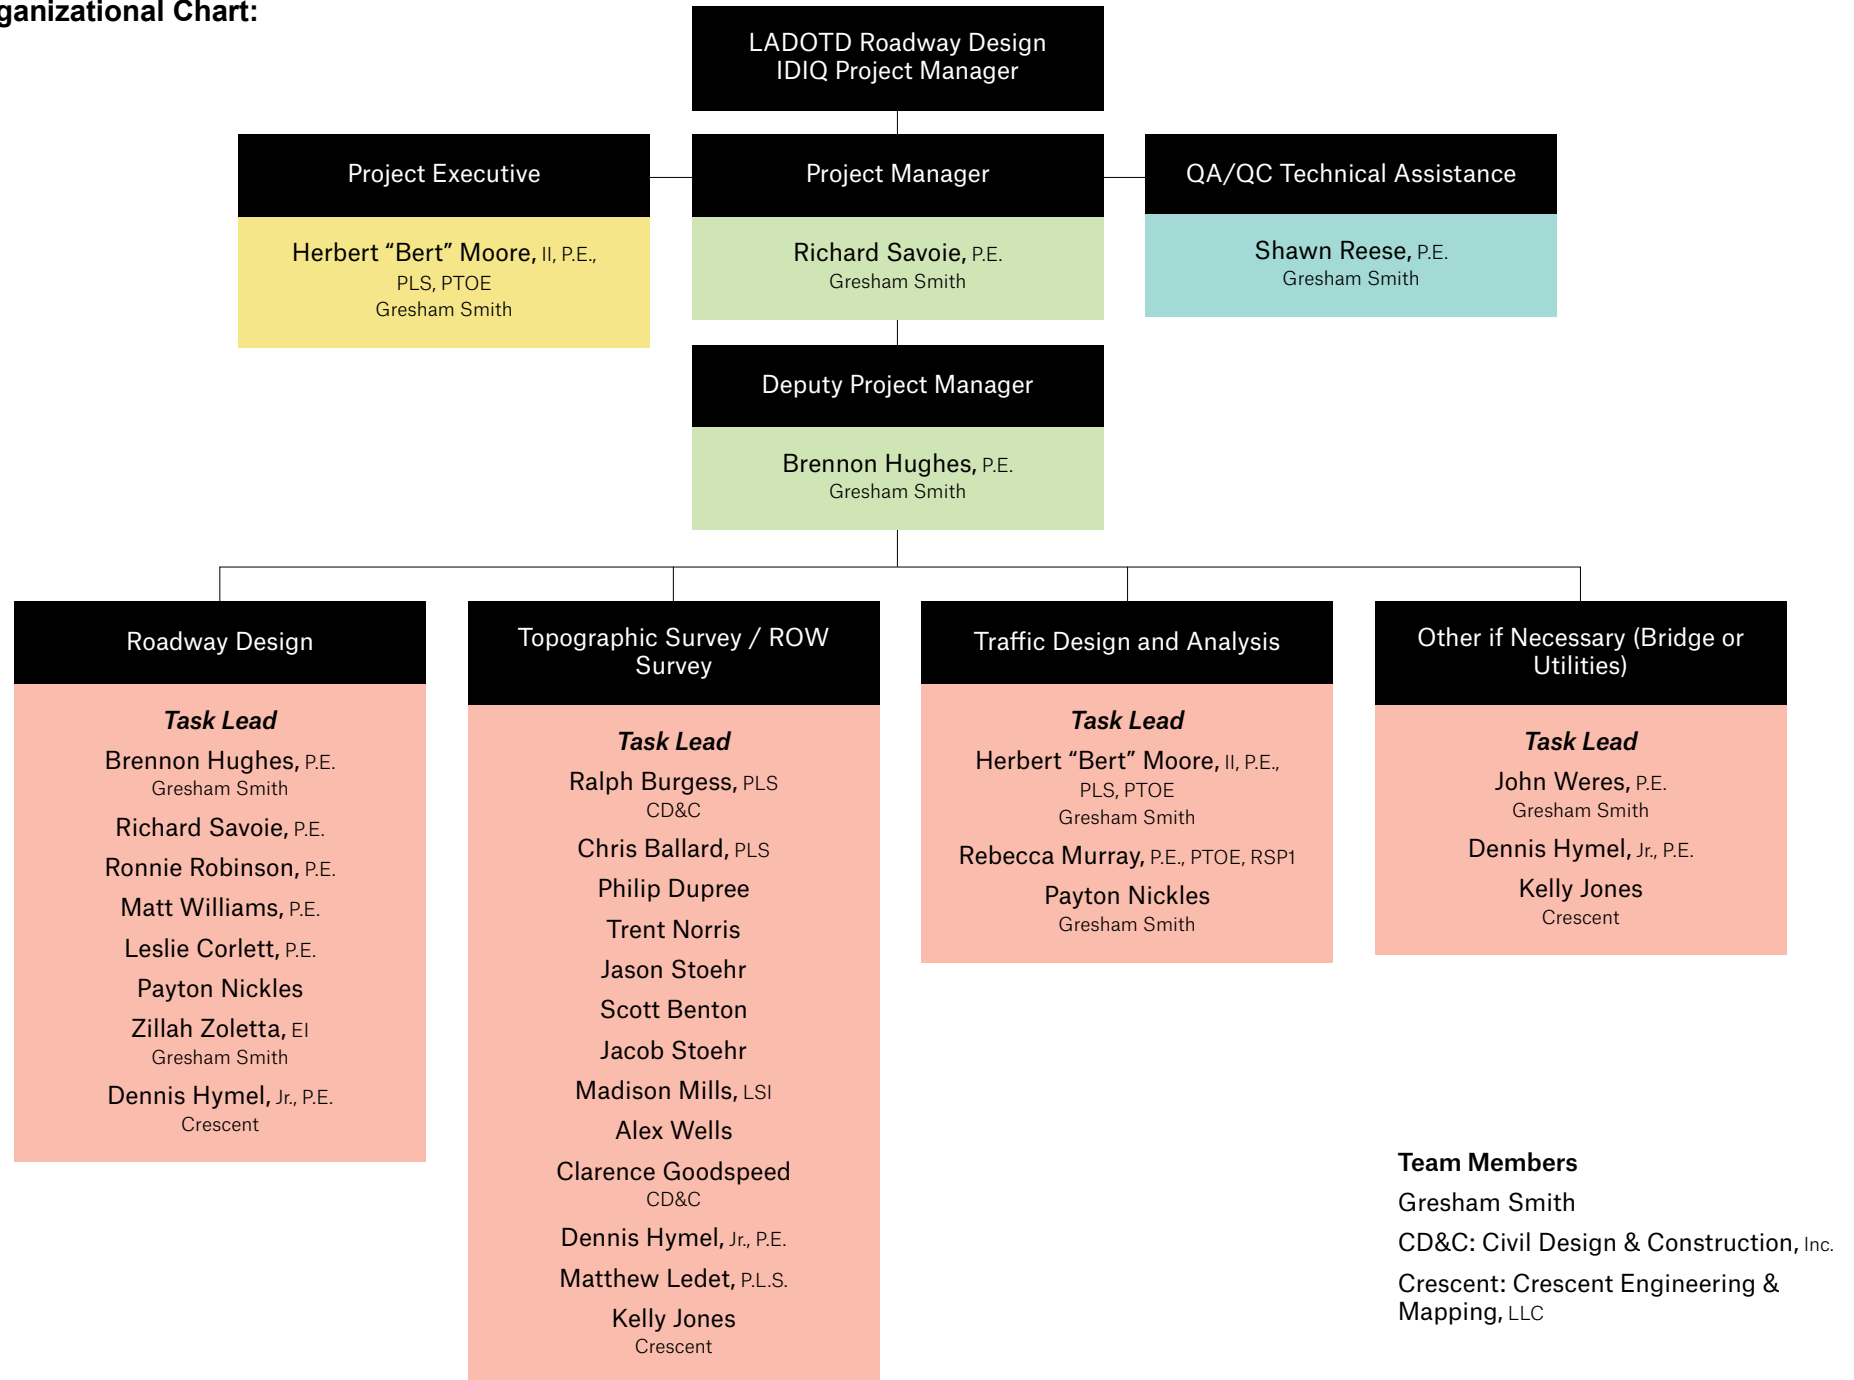 ganizational Chart:
LADOTD Roadway Design
IDIQ Project Manager
Project Executive
Herbert “Bert” Moore, II, P.E.,
PLS, PTOE
Gresham Smith
Project Manager
Richard Savoie, P.E.
Gresham Smith
QA/QC Technical Assistance
Shawn Reese, P.E.
Gresham Smith
Deputy Project Manager
Brennon Hughes, P.E.
Gresham Smith
Roadway Design
Task Lead
Brennon Hughes, P.E.
Gresham Smith
Richard Savoie, P.E.
Ronnie Robinson, P.E.
Matt Williams, P.E.
Leslie Corlett, P.E.
Payton Nickles
Zillah Zoletta, EI
Gresham Smith
Dennis Hymel, Jr., P.E.
Crescent
Topographic Survey / ROW
Survey
Task Lead
Ralph Burgess, PLS
CD&C
Chris Ballard, PLS
Philip Dupree
Trent Norris
Jason Stoehr
Scott Benton
Jacob Stoehr
Madison Mills, LSI
Alex Wells
Clarence Goodspeed
CD&C
Dennis Hymel, Jr., P.E.
Matthew Ledet, P.L.S.
Kelly Jones
Crescent
Traffic Design and Analysis
Task Lead
Herbert “Bert” Moore, II, P.E.,
PLS, PTOE
Gresham Smith
Rebecca Murray, P.E., PTOE, RSP1
Payton Nickles
Gresham Smith
Other if Necessary (Bridge or
Utilities)
Task Lead
John Weres, P.E.
Gresham Smith
Dennis Hymel, Jr., P.E.
Kelly Jones
Crescent
Team Members
Gresham Smith
CD&C: Civil Design & Construction, Inc.
Crescent: Crescent Engineering &
Mapping, LLC